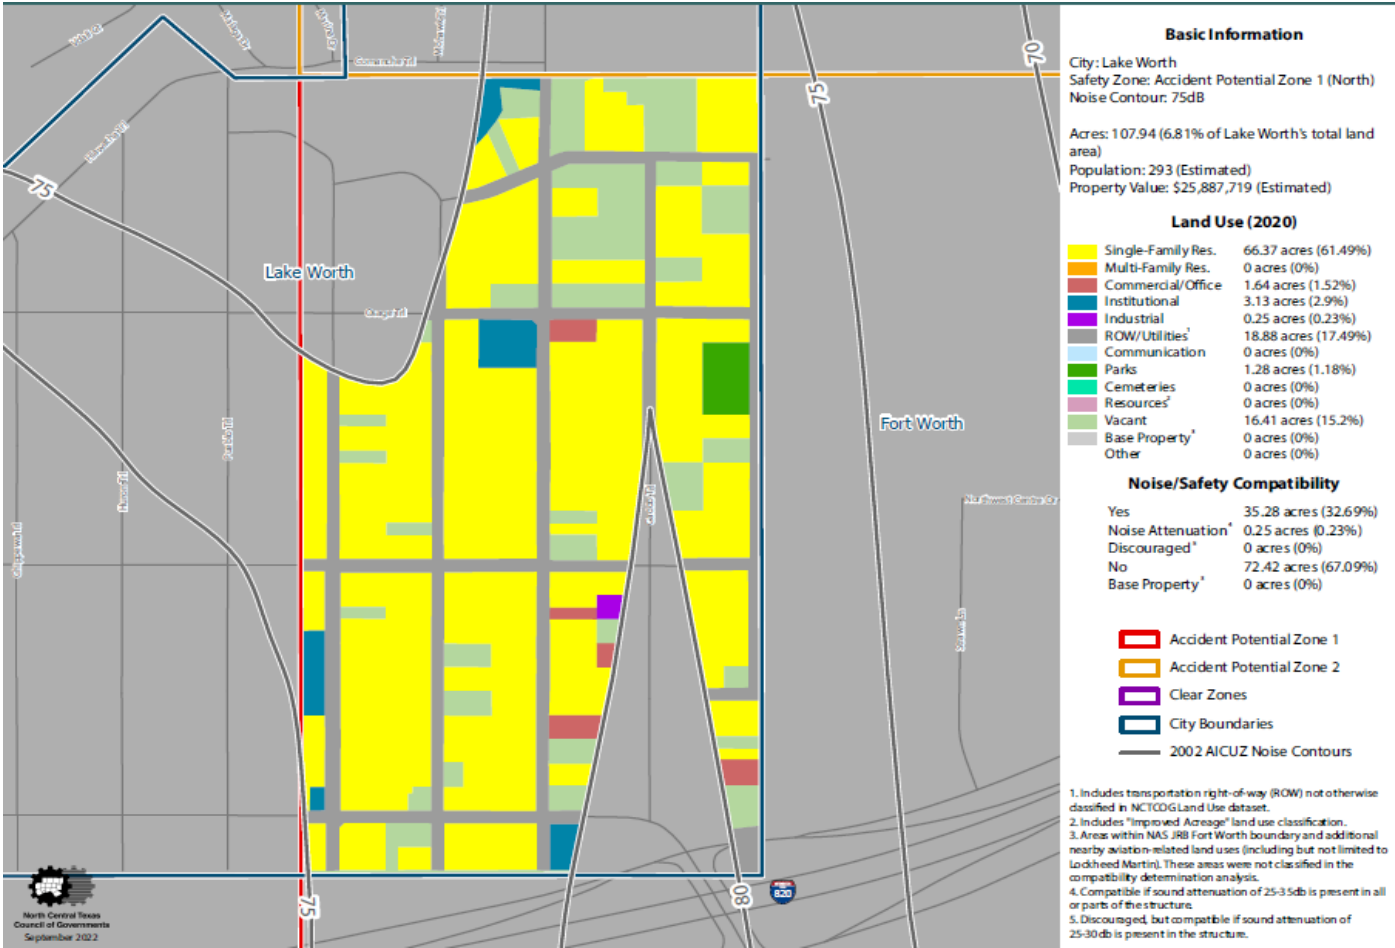 Comanche Trl
75
75
70
Lake Worth
Osage Trl
Fort Worth
Pueblo Trl
Huron Trl
Northwest Centre Dr
75
80
820
North Central Texas
Council of Governments
September 2022
Basic Information
City: Lake Worth
Safety Zone: Accident Potential Zone 1 (North)
Noise Contour: 75dB
Acres: 107.94 (6.81% of Lake Worth's total land
area)
Population: 293 (Estimated)
Property Value: $25,887,719 (Estimated)
Land Use (2020)
Single-Family Res. 66.37 acres (61.49%)
Multi-Family Res. 0 acres (0%)
Commercial/Office 1.64 acres (1.52%)
Institutional 3.13 acres (2.9%)
Industrial 0.25 acres (0.23%)
ROW/Utilities¹ 18.88 acres (17.49%)
Communication 0 acres (0%)
Parks 1.28 acres (1.18%)
Cemeteries 0 acres (0%)
Resources² 0 acres (0%)
Vacant 16.41 acres (15.2%)
Base Property³ 0 acres (0%)
Other 0 acres (0%)
Noise/Safety Compatibility
Yes 35.28 acres (32.69%)
Noise Attenuation⁴ 0.25 acres (0.23%)
Discouraged⁵ 0 acres (0%)
No 72.42 acres (67.09%)
Base Property³ 0 acres (0%)
Accident Potential Zone 1
Accident Potential Zone 2
Clear Zones
City Boundaries
2002 AICUZ Noise Contours
1. Includes transportation right-of-way (ROW) not otherwise
classified in NCTCOG Land Use dataset.
2. Includes "Improved Acreage" land use classification.
3. Areas within NAS JRB Fort Worth boundary and additional
nearby aviation-related land uses (including but not limited to
Lockheed Martin). These areas were not classified in the
compatibility determination analysis.
4. Compatible if sound attenuation of 25-35db is present in all
or parts of the structure.
5. Discouraged, but compatible if sound attenuation of
25-30db is present in the structure.